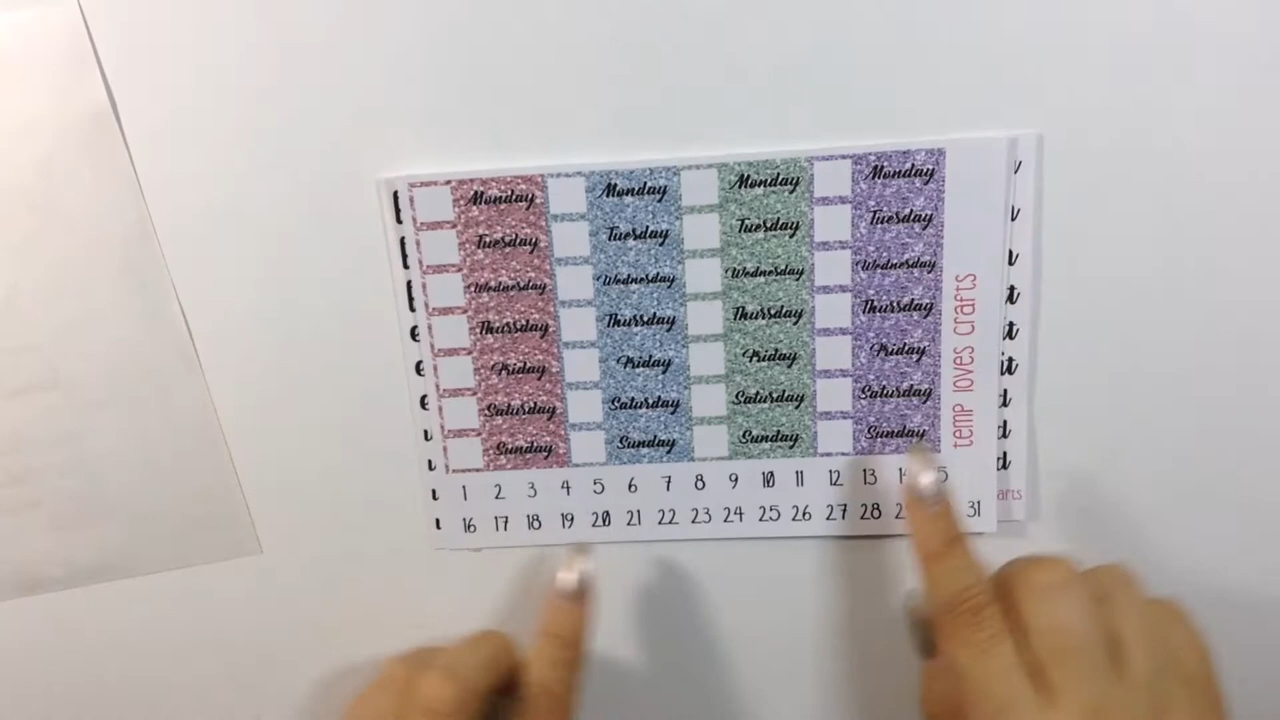 Monday Monday Monday Monday
Tuesday Tuesday Tuesday Tuesday
Wednesday Wednesday Wednesday Wednesday
Thursday Thursday Thursday Thursday
Friday Friday Friday Friday
Saturday Saturday Saturday Saturday
Sunday Sunday Sunday Sunday
temp loves crafts
1 2 3 4 5 6 7 8 9 10 11 12 13
16 17 18 19 20 21 22 23 24 25 26 27 28 31